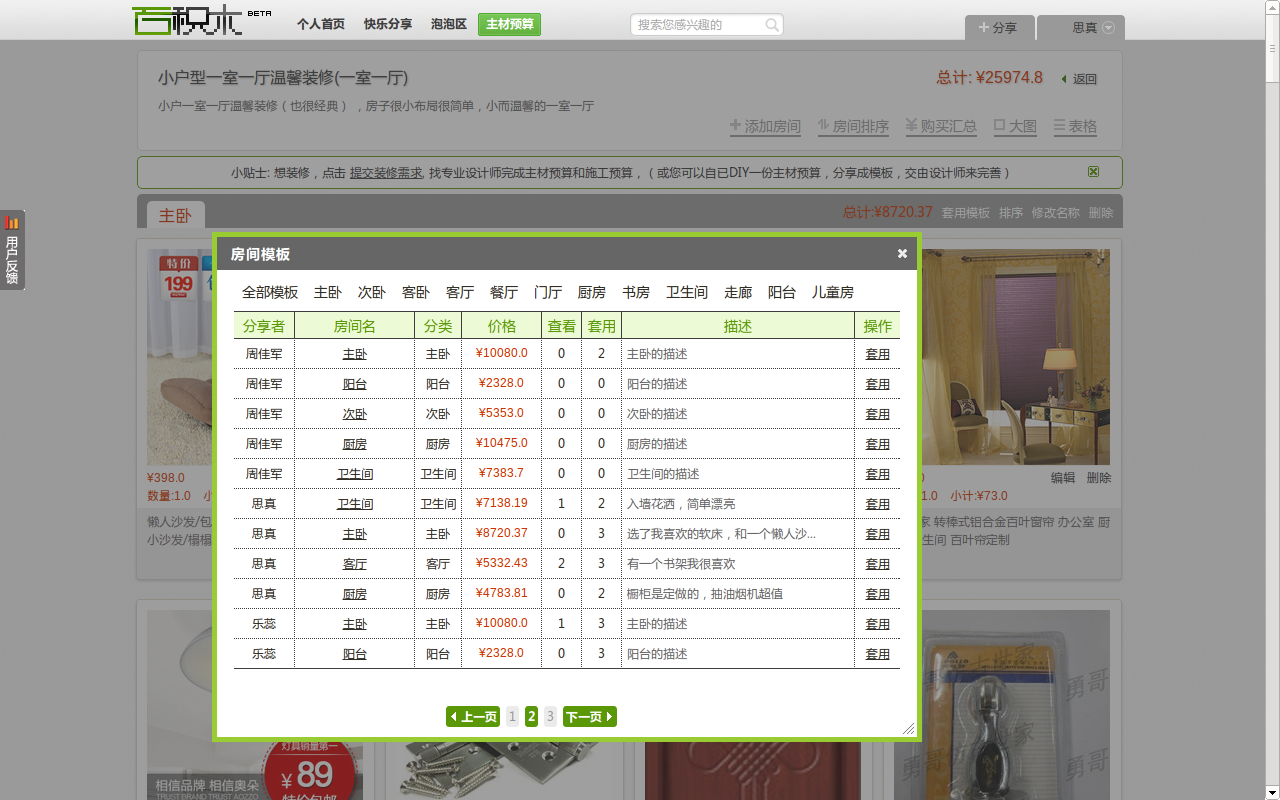 百积木 BETA 个人首页 快乐分享 泡泡区 主材预算 搜索您感兴趣的 分享 思真
小户型一室一厅温馨装修(一室一厅) 总计: ¥25974.8 返回
小户一室一厅温馨装修（也很经典），房子很小布局很简单，小而温馨的一室一厅
添加房间 房间排序 购买汇总 大图 表格
小贴士: 想装修，点击 提交装修需求, 找专业设计师完成主材预算和施工预算，（或您可以自已DIY一份主材预算，分享成模板，交由设计师来完善）
主卧 总计:¥8720.37 套用模板 排序 修改名称 删除
用户反馈
房间模板
全部模板 主卧 次卧 客卧 客厅 餐厅 门厅 厨房 书房 卫生间 走廊 阳台 儿童房
分享者 房间名 分类 价格 查看 套用 描述 操作
周佳军 主卧 主卧 ¥10080.0 0 2 主卧的描述 套用
周佳军 阳台 阳台 ¥2328.0 0 0 阳台的描述 套用
周佳军 次卧 次卧 ¥5353.0 0 0 次卧的描述 套用
周佳军 厨房 厨房 ¥10475.0 0 0 厨房的描述 套用
周佳军 卫生间 卫生间 ¥7383.7 0 0 卫生间的描述 套用
思真 卫生间 卫生间 ¥7138.19 1 2 入墙花洒，简单漂亮 套用
思真 主卧 主卧 ¥8720.37 0 3 选了我喜欢的软床，和一个懒人沙... 套用
思真 客厅 客厅 ¥5332.43 2 3 有一个书架我很喜欢 套用
思真 厨房 厨房 ¥4783.81 0 2 橱柜是定做的，抽油烟机超值 套用
乐蕊 主卧 主卧 ¥10080.0 1 3 主卧的描述 套用
乐蕊 阳台 阳台 ¥2328.0 0 3 阳台的描述 套用
上一页 1 2 3 下一页
特价
199
¥398.0
数量:1.0 小
懒人沙发/包
小沙发/榻榻
编辑 删除
1.0 小计:¥73.0
家 转棒式铝合金百叶窗帘 办公室 厨
生间 百叶帘定制
灯具销量第一
¥89
特价包邮
相信品牌 相信奥朵
TRUST BRAND TRUST AOZZO
世家
勇哥
勇哥
勇哥
勇哥